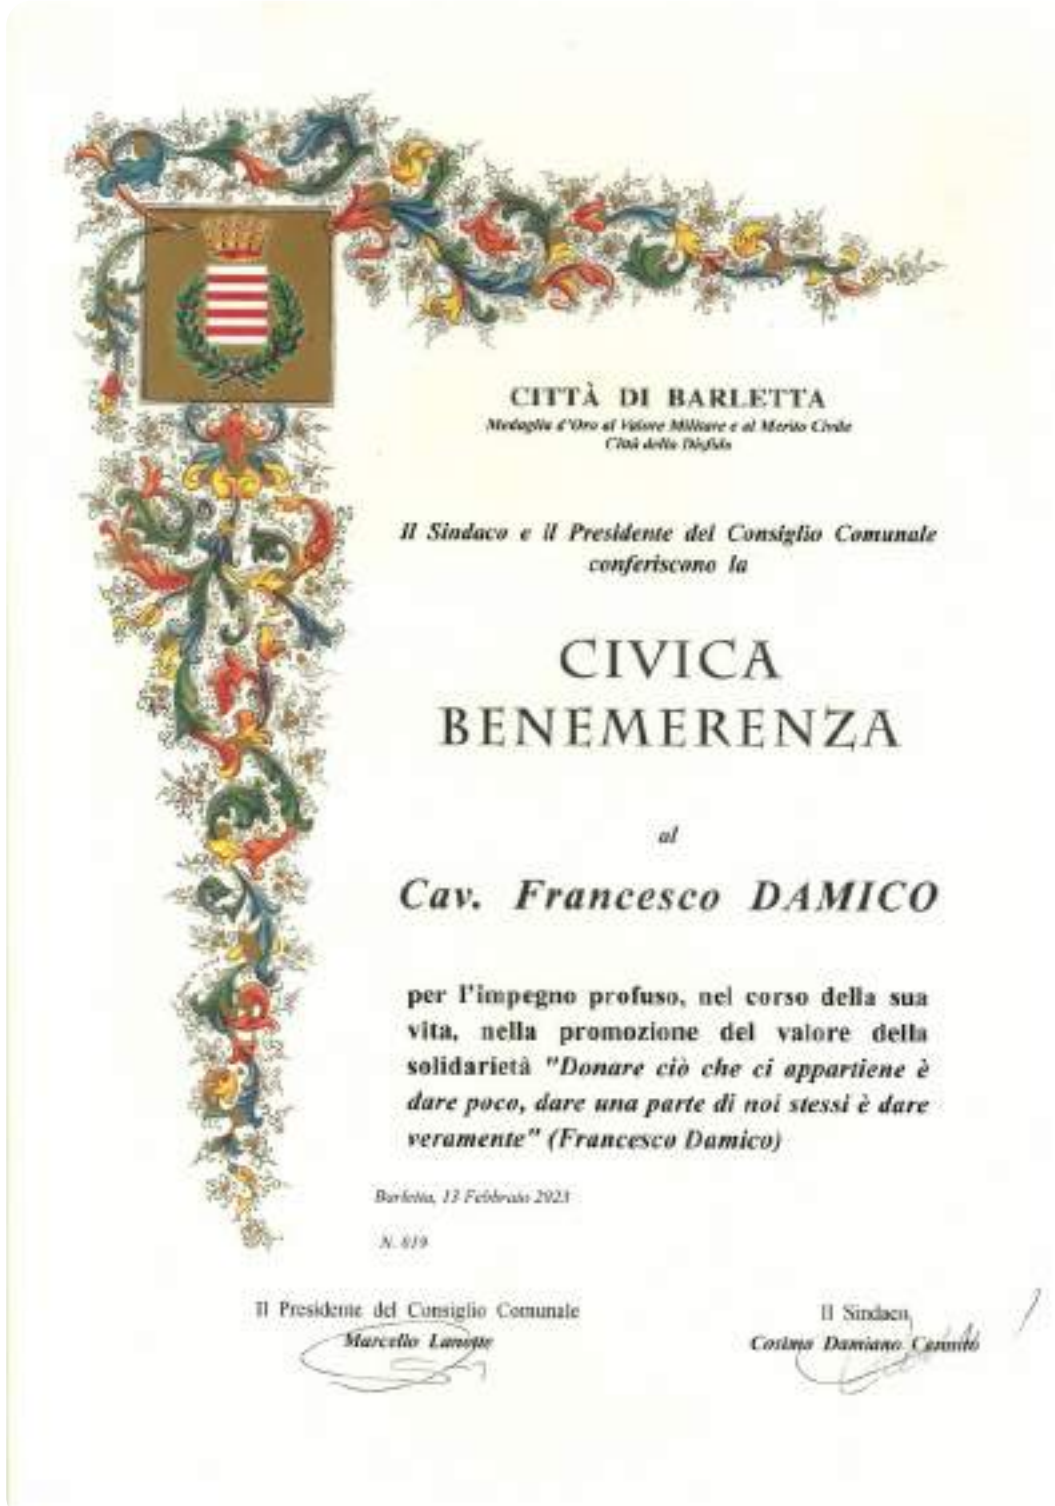 CITTÀ DI BARLETTA
Medaglia d'Oro al Valore Militare e al Merito Civile
Città della Disfida
Il Sindaco e il Presidente del Consiglio Comunale
conferiscono la
CIVICA
BENEMERENZA
al
Cav. Francesco DAMICO
per l'impegno profuso, nel corso della sua
vita, nella promozione del valore della
solidarietà "Donare ciò che ci appartiene è
dare poco, dare una parte di noi stessi è dare
veramente" (Francesco Damico)
Barletta, 13 Febbraio 2023
N. 019
Il Presidente del Consiglio Comunale
Marcello Lanotte
Il Sindaco
Cosimo Damiano Cannito